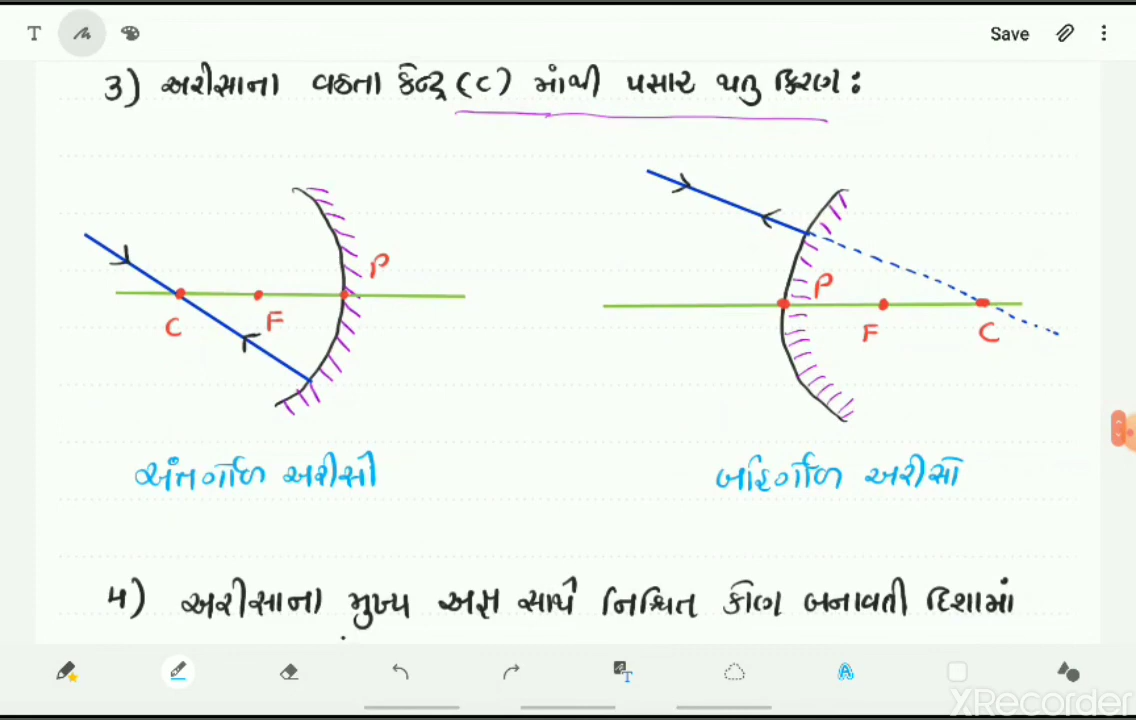 T
Save
3) અરીસાના વક્રતા કેન્દ્ર (C) માંથી પસાર થતુ કિરણ :
P
C
F
P
F
C
અંતર્ગોળ અરીસો
બહિર્ગોળ અરીસો
4) અરીસાના મુખ્ય અક્ષ સાથે નિશ્ચિત કોણ બનાવતી દિશામાં
T
A
XRecorder